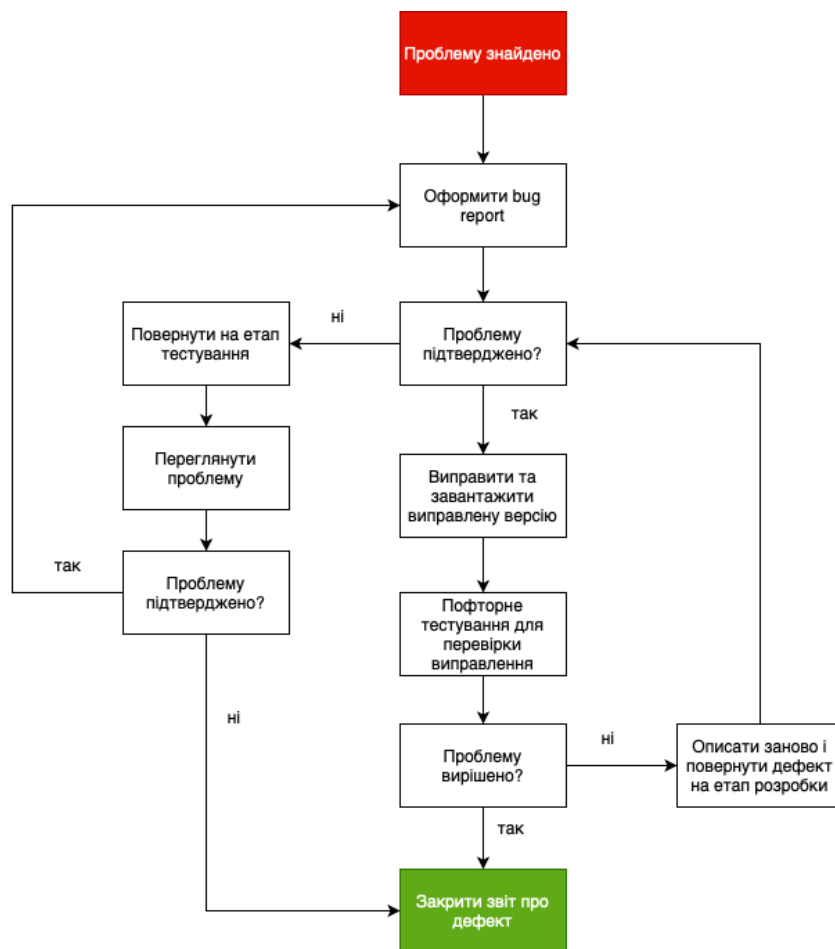 Проблему знайдено
Оформити bug
report
ні
Повернути на етап
тестування
Проблему
підтверджено?
так
Переглянути
проблему
Виправити та
завантажити
виправлену версію
так
Проблему
підтверджено?
Пофторне
тестування для
перевірки
виправлення
ні
Проблему
вирішено?
ні
Описати заново і
повернути дефект
на етап розробки
так
Закрити звіт про
дефект